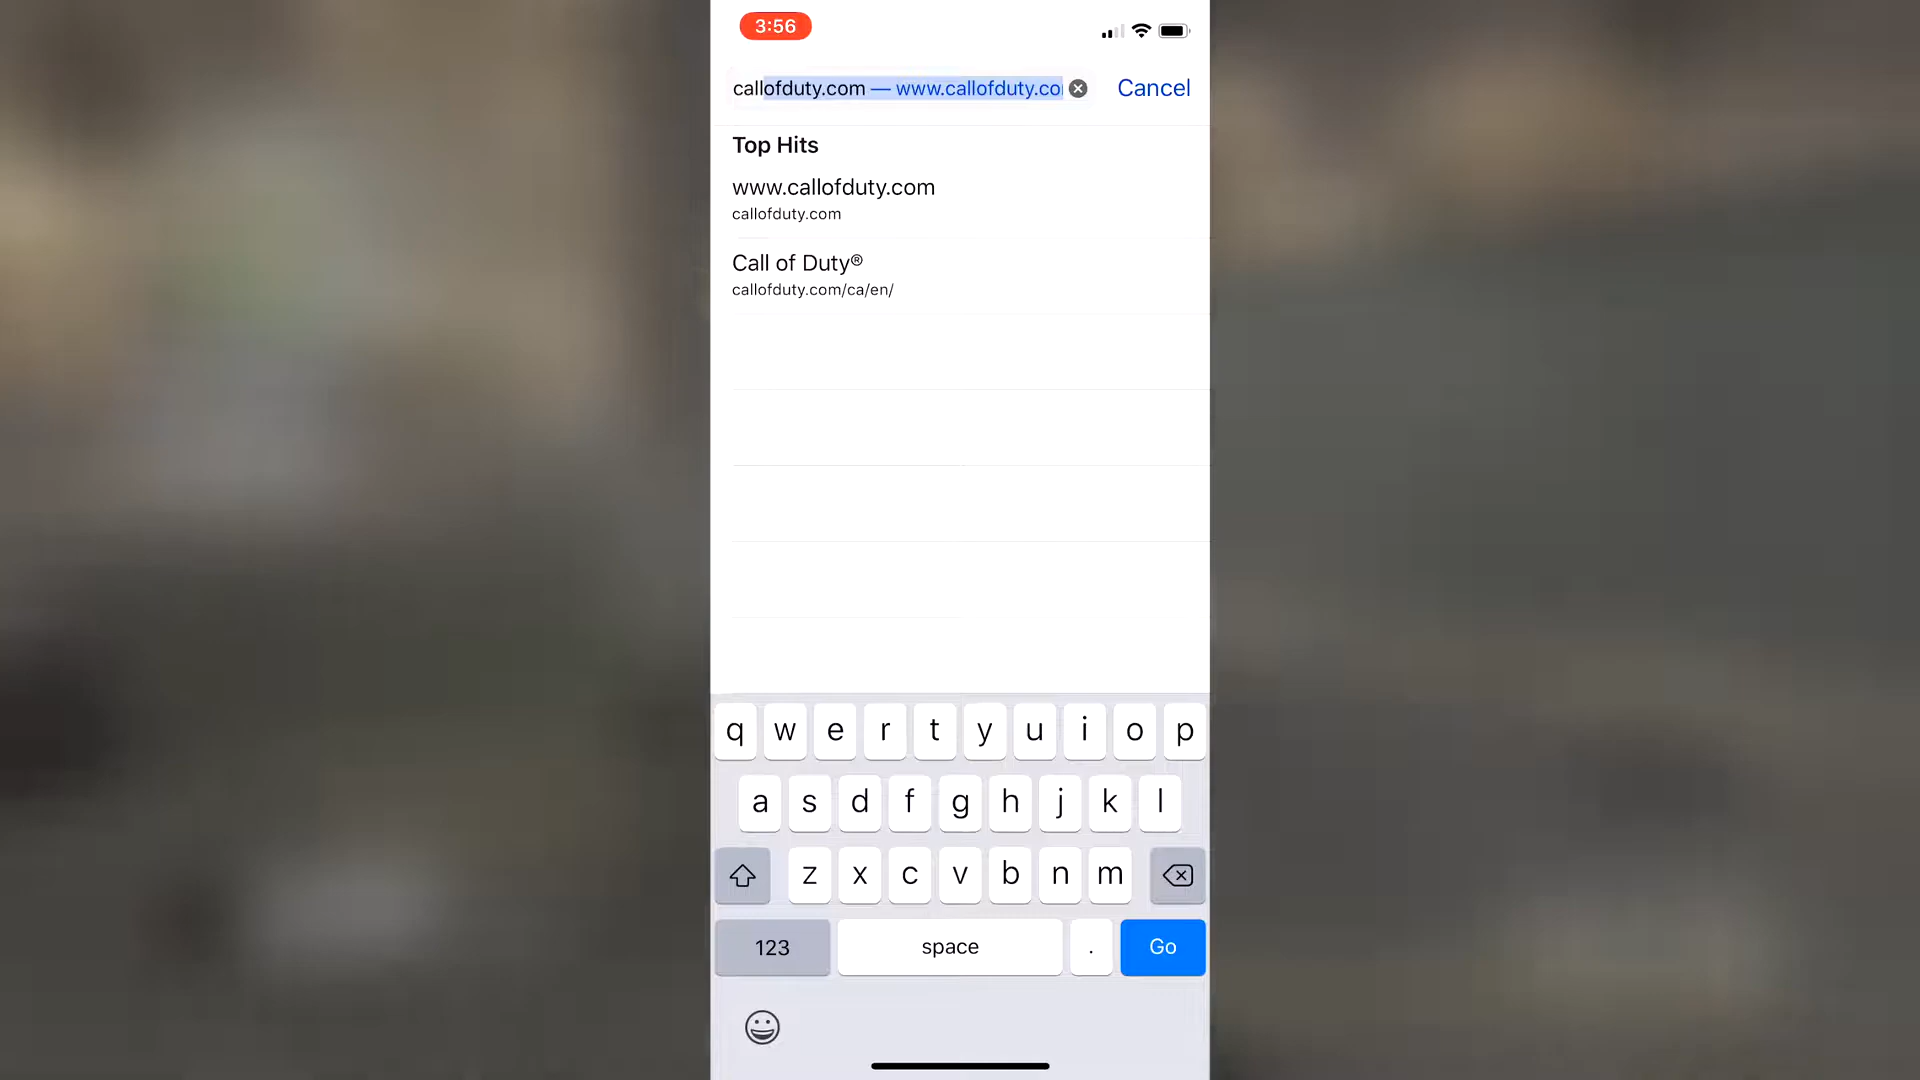 3:56
callofduty.com — www.callofduty.co
Cancel
Top Hits
www.callofduty.com
callofduty.com
Call of Duty®
callofduty.com/ca/en/
q w e r t y u i o p
a s d f g h j k l
z x c v b n m
123 space . Go